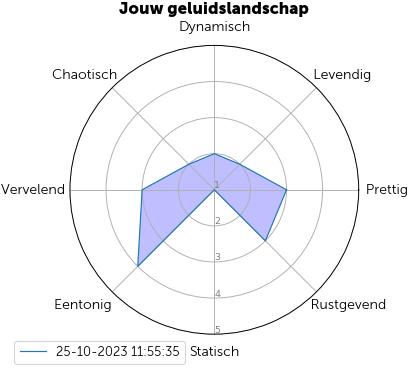 Jouw geluidslandschap
Dynamisch
Chaotisch
Levendig
Vervelend
1
Prettig
2
3
Eentonig
4
Rustgevend
5
25-10-2023 11:55:35
Statisch